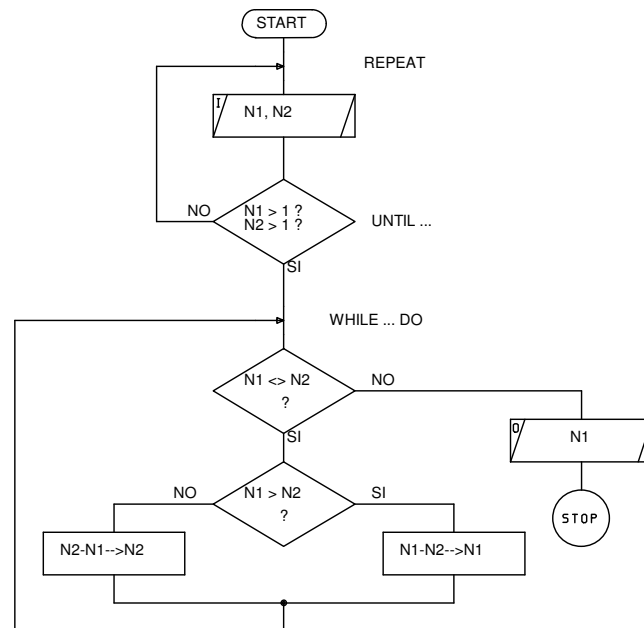 START
REPEAT
I
N1, N2
NO
N1 > 1 ?
N2 > 1 ?
UNTIL ...
SI
WHILE ... DO
N1 <> N2
?
NO
SI
O
N1
NO
N1 > N2
?
SI
STOP
N2-N1-->N2
N1-N2-->N1